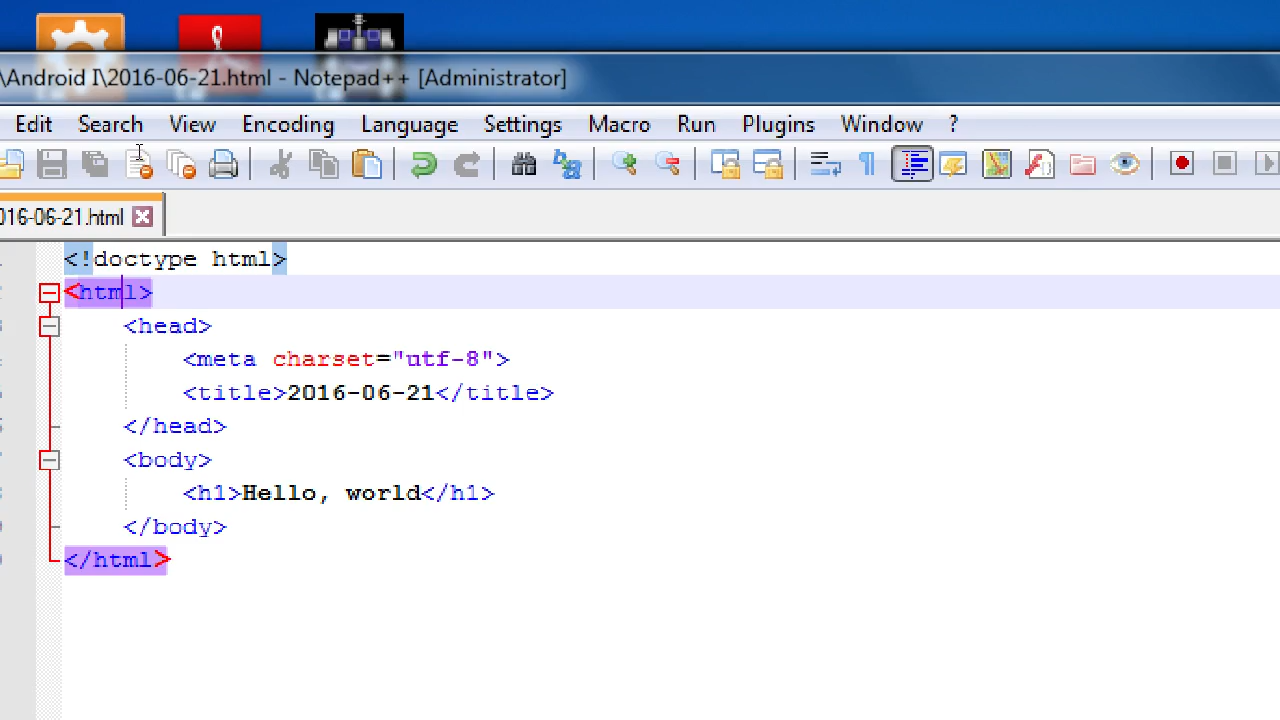 \Android I\2016-06-21.html - Notepad++ [Administrator]
Edit Search View Encoding Language Settings Macro Run Plugins Window ?
016-06-21.html
<!doctype html>
<html>
<head>
<meta charset="utf-8">
<title>2016-06-21</title>
</head>
<body>
<h1>Hello, world</h1>
</body>
</html>